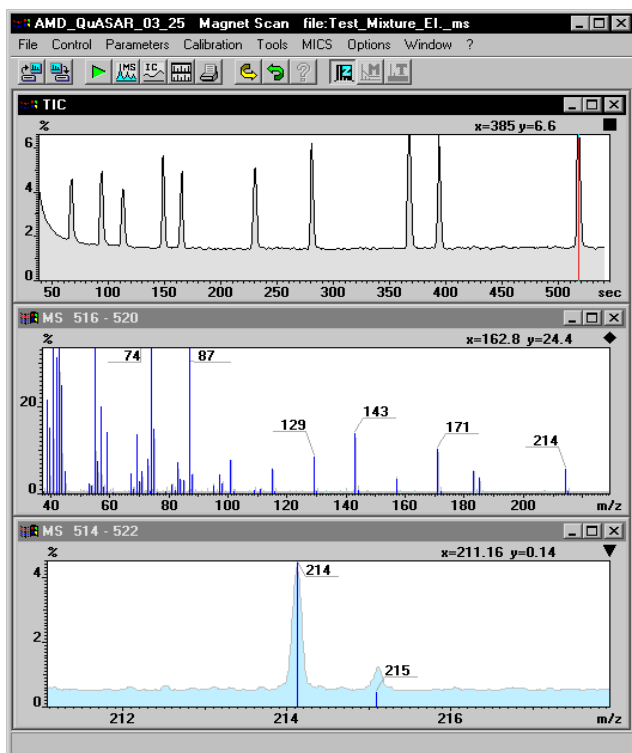 AMD_QuASAR_03_25 Magnet Scan file:Test_Mixture_EI._ms
File Control Parameters Calibration Tools MICS Options Window ?
MS IC M T
TIC
% x=385 y=6.6
6
4
2
0
50 100 150 200 250 300 350 400 450 500 sec
MS 516 - 520
% x=162.8 y=24.4
74 87
20
129 143 171 214
0
40 60 80 100 120 140 160 180 200 m/z
MS 514 - 522
% x=211.16 y=0.14
4
214
2
215
0
212 214 216 m/z